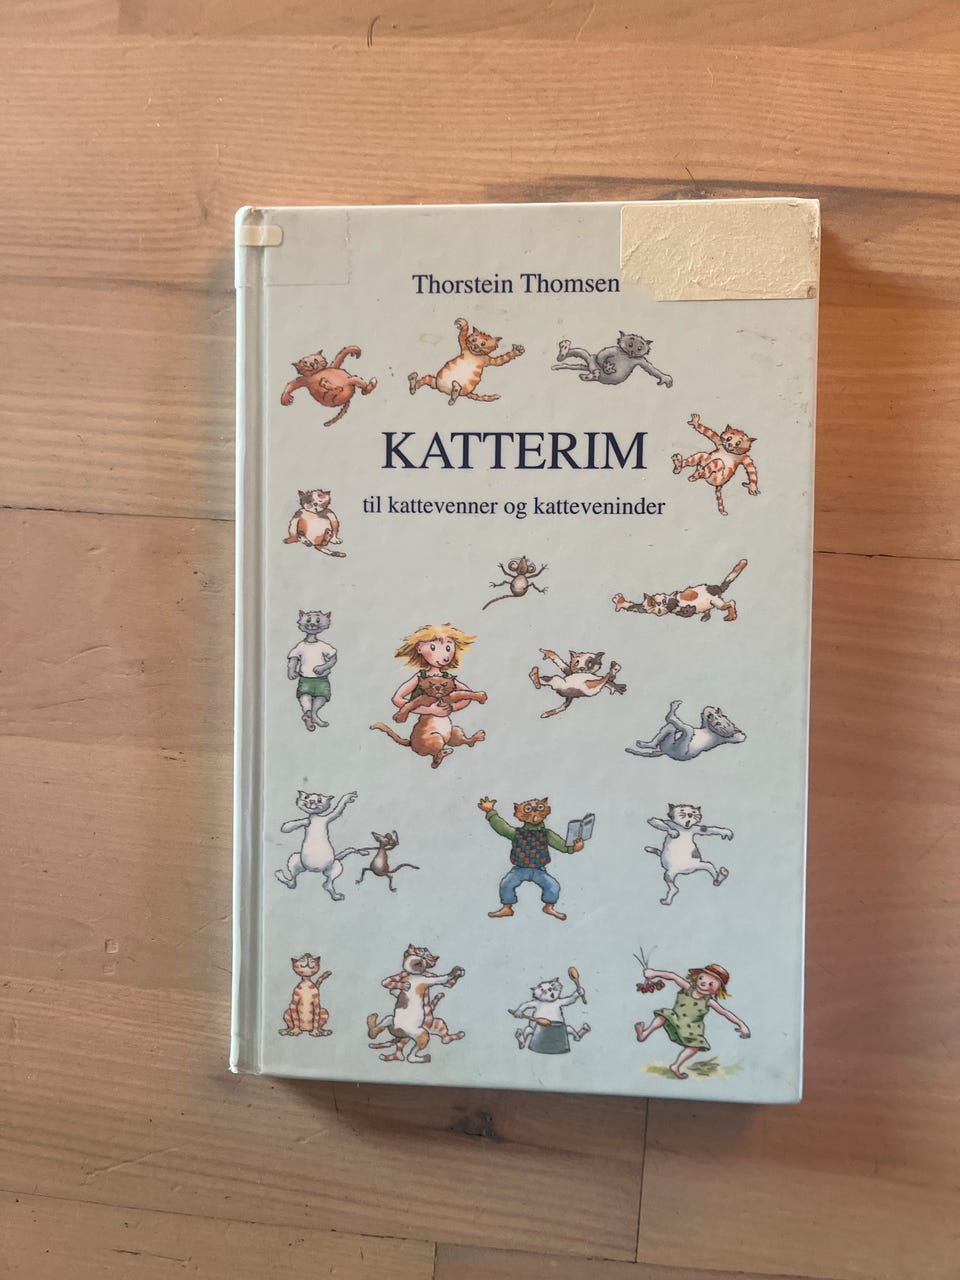 Thorstein Thomsen
KATTERIM
til kattevenner og katteveninder